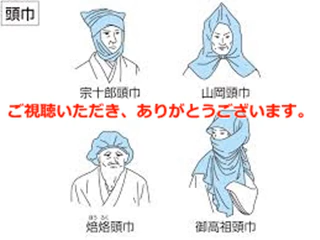 頭巾
宗十郎頭巾
山岡頭巾
ご視聴いただき、ありがとうございます。
ほうろく
焙烙頭巾
御高祖頭巾